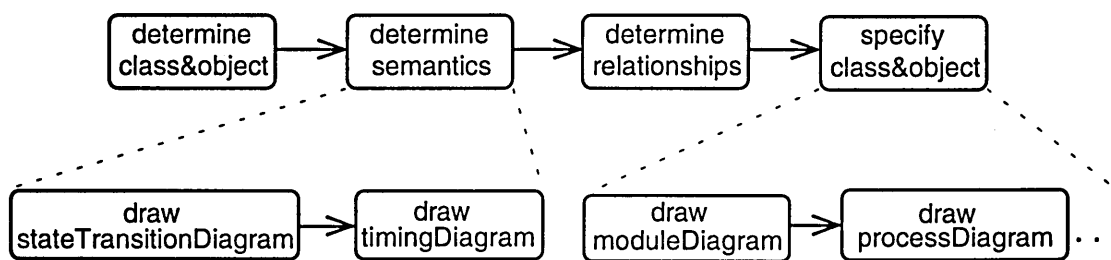 determine
class&object
determine
semantics
determine
relationships
specify
class&object
draw
stateTransitionDiagram
draw
timingDiagram
draw
moduleDiagram
draw
processDiagram
. .